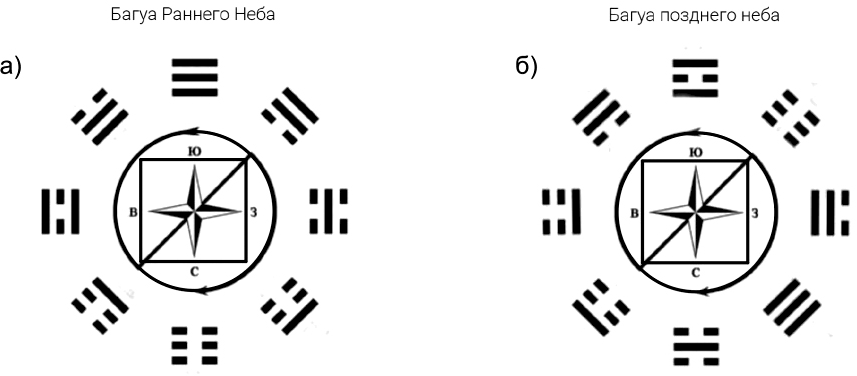 Багуа Раннего Неба
Багуа позднего неба
а)
Ю
В
З
С
б)
Ю
В
З
С